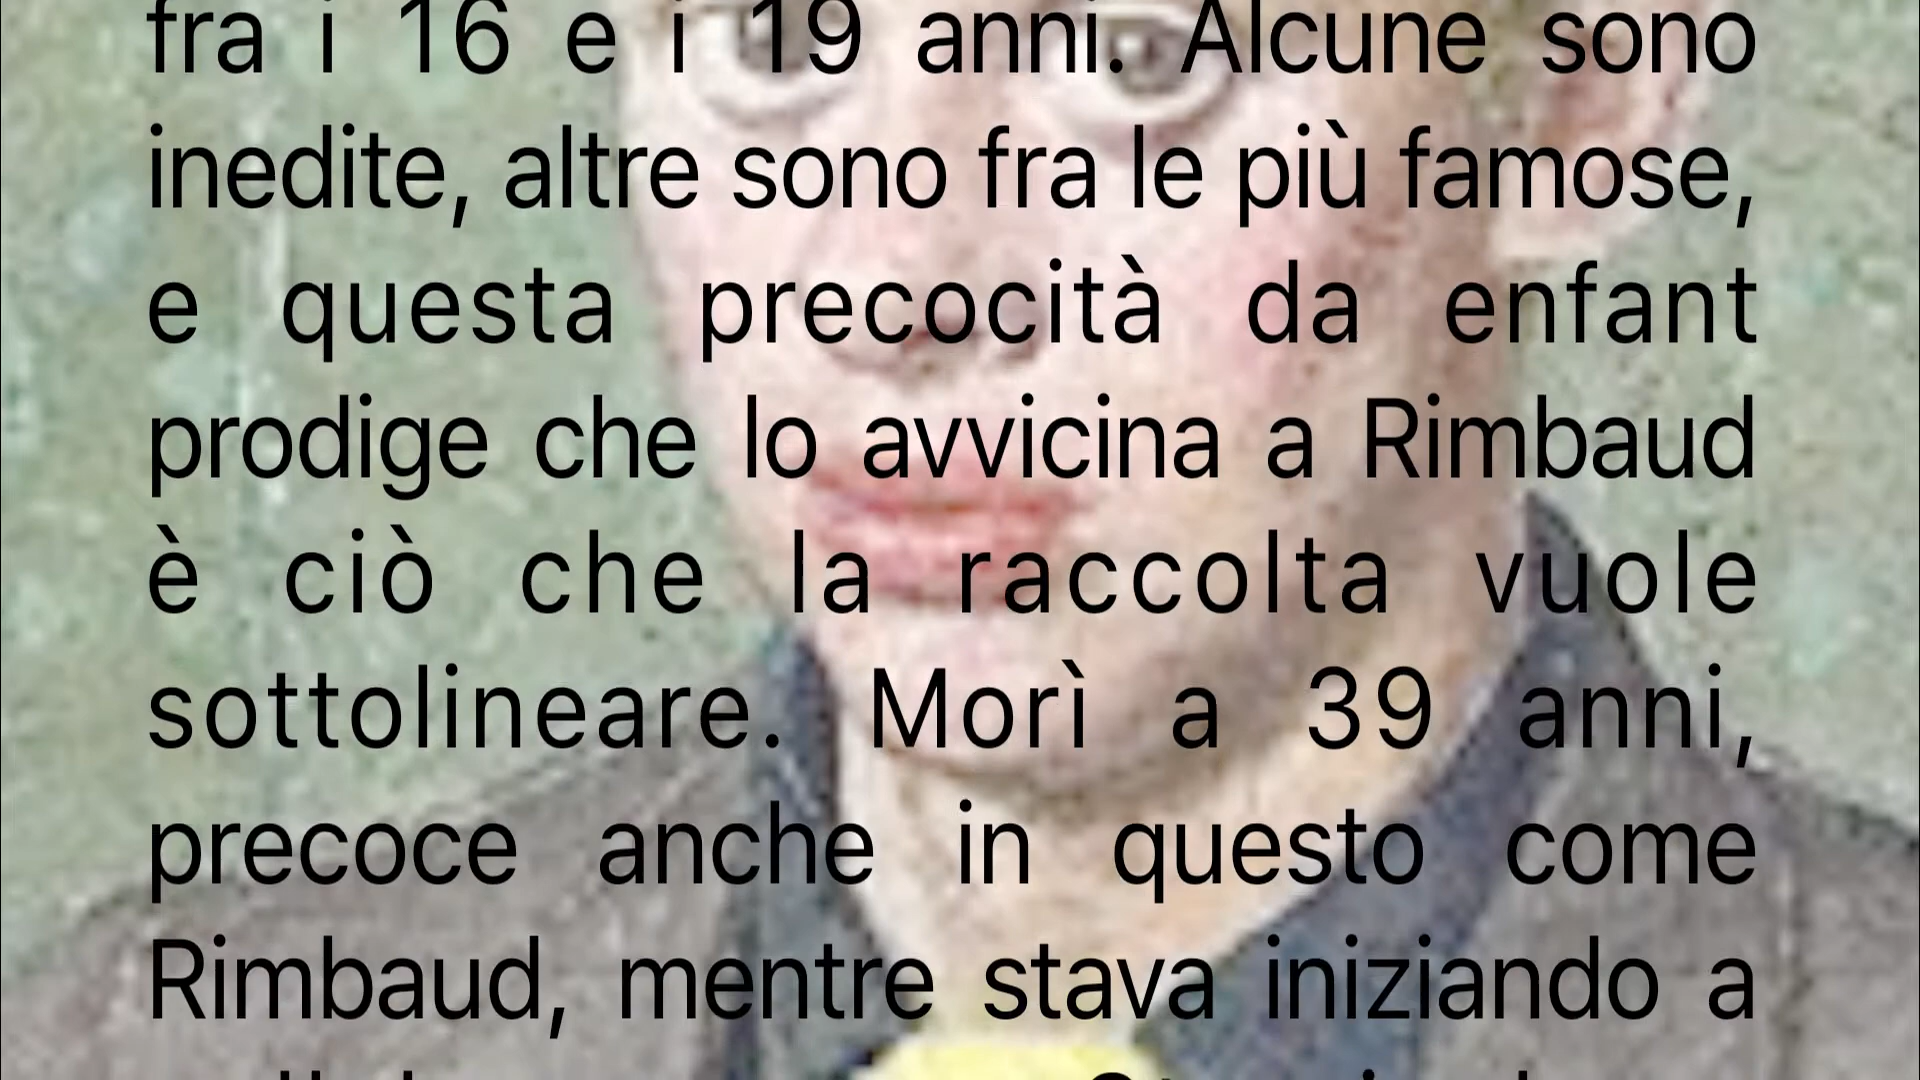 fra i 16 e i 19 anni. Alcune sono
inedite, altre sono fra le più famose,
e questa precocità da enfant
prodige che lo avvicina a Rimbaud
è ciò che la raccolta vuole
sottolineare. Morì a 39 anni,
precoce anche in questo come
Rimbaud, mentre stava iniziando a